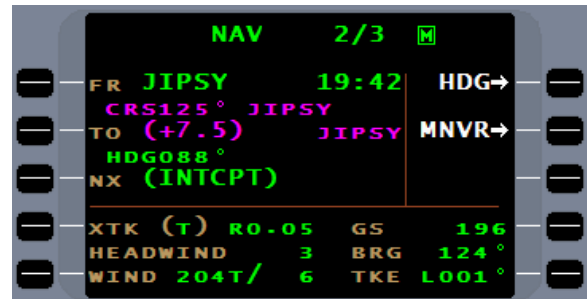 NAV 2/3 M
FR JIPSY 19:42 HDG→
CRS125° JIPSY
TO (+7.5) JIPSY MNVR→
HDG088°
NX (INTCPT)
XTK (T) R0.05 GS 196
HEADWIND 3 BRG 124°
WIND 204T/ 6 TKE L001°